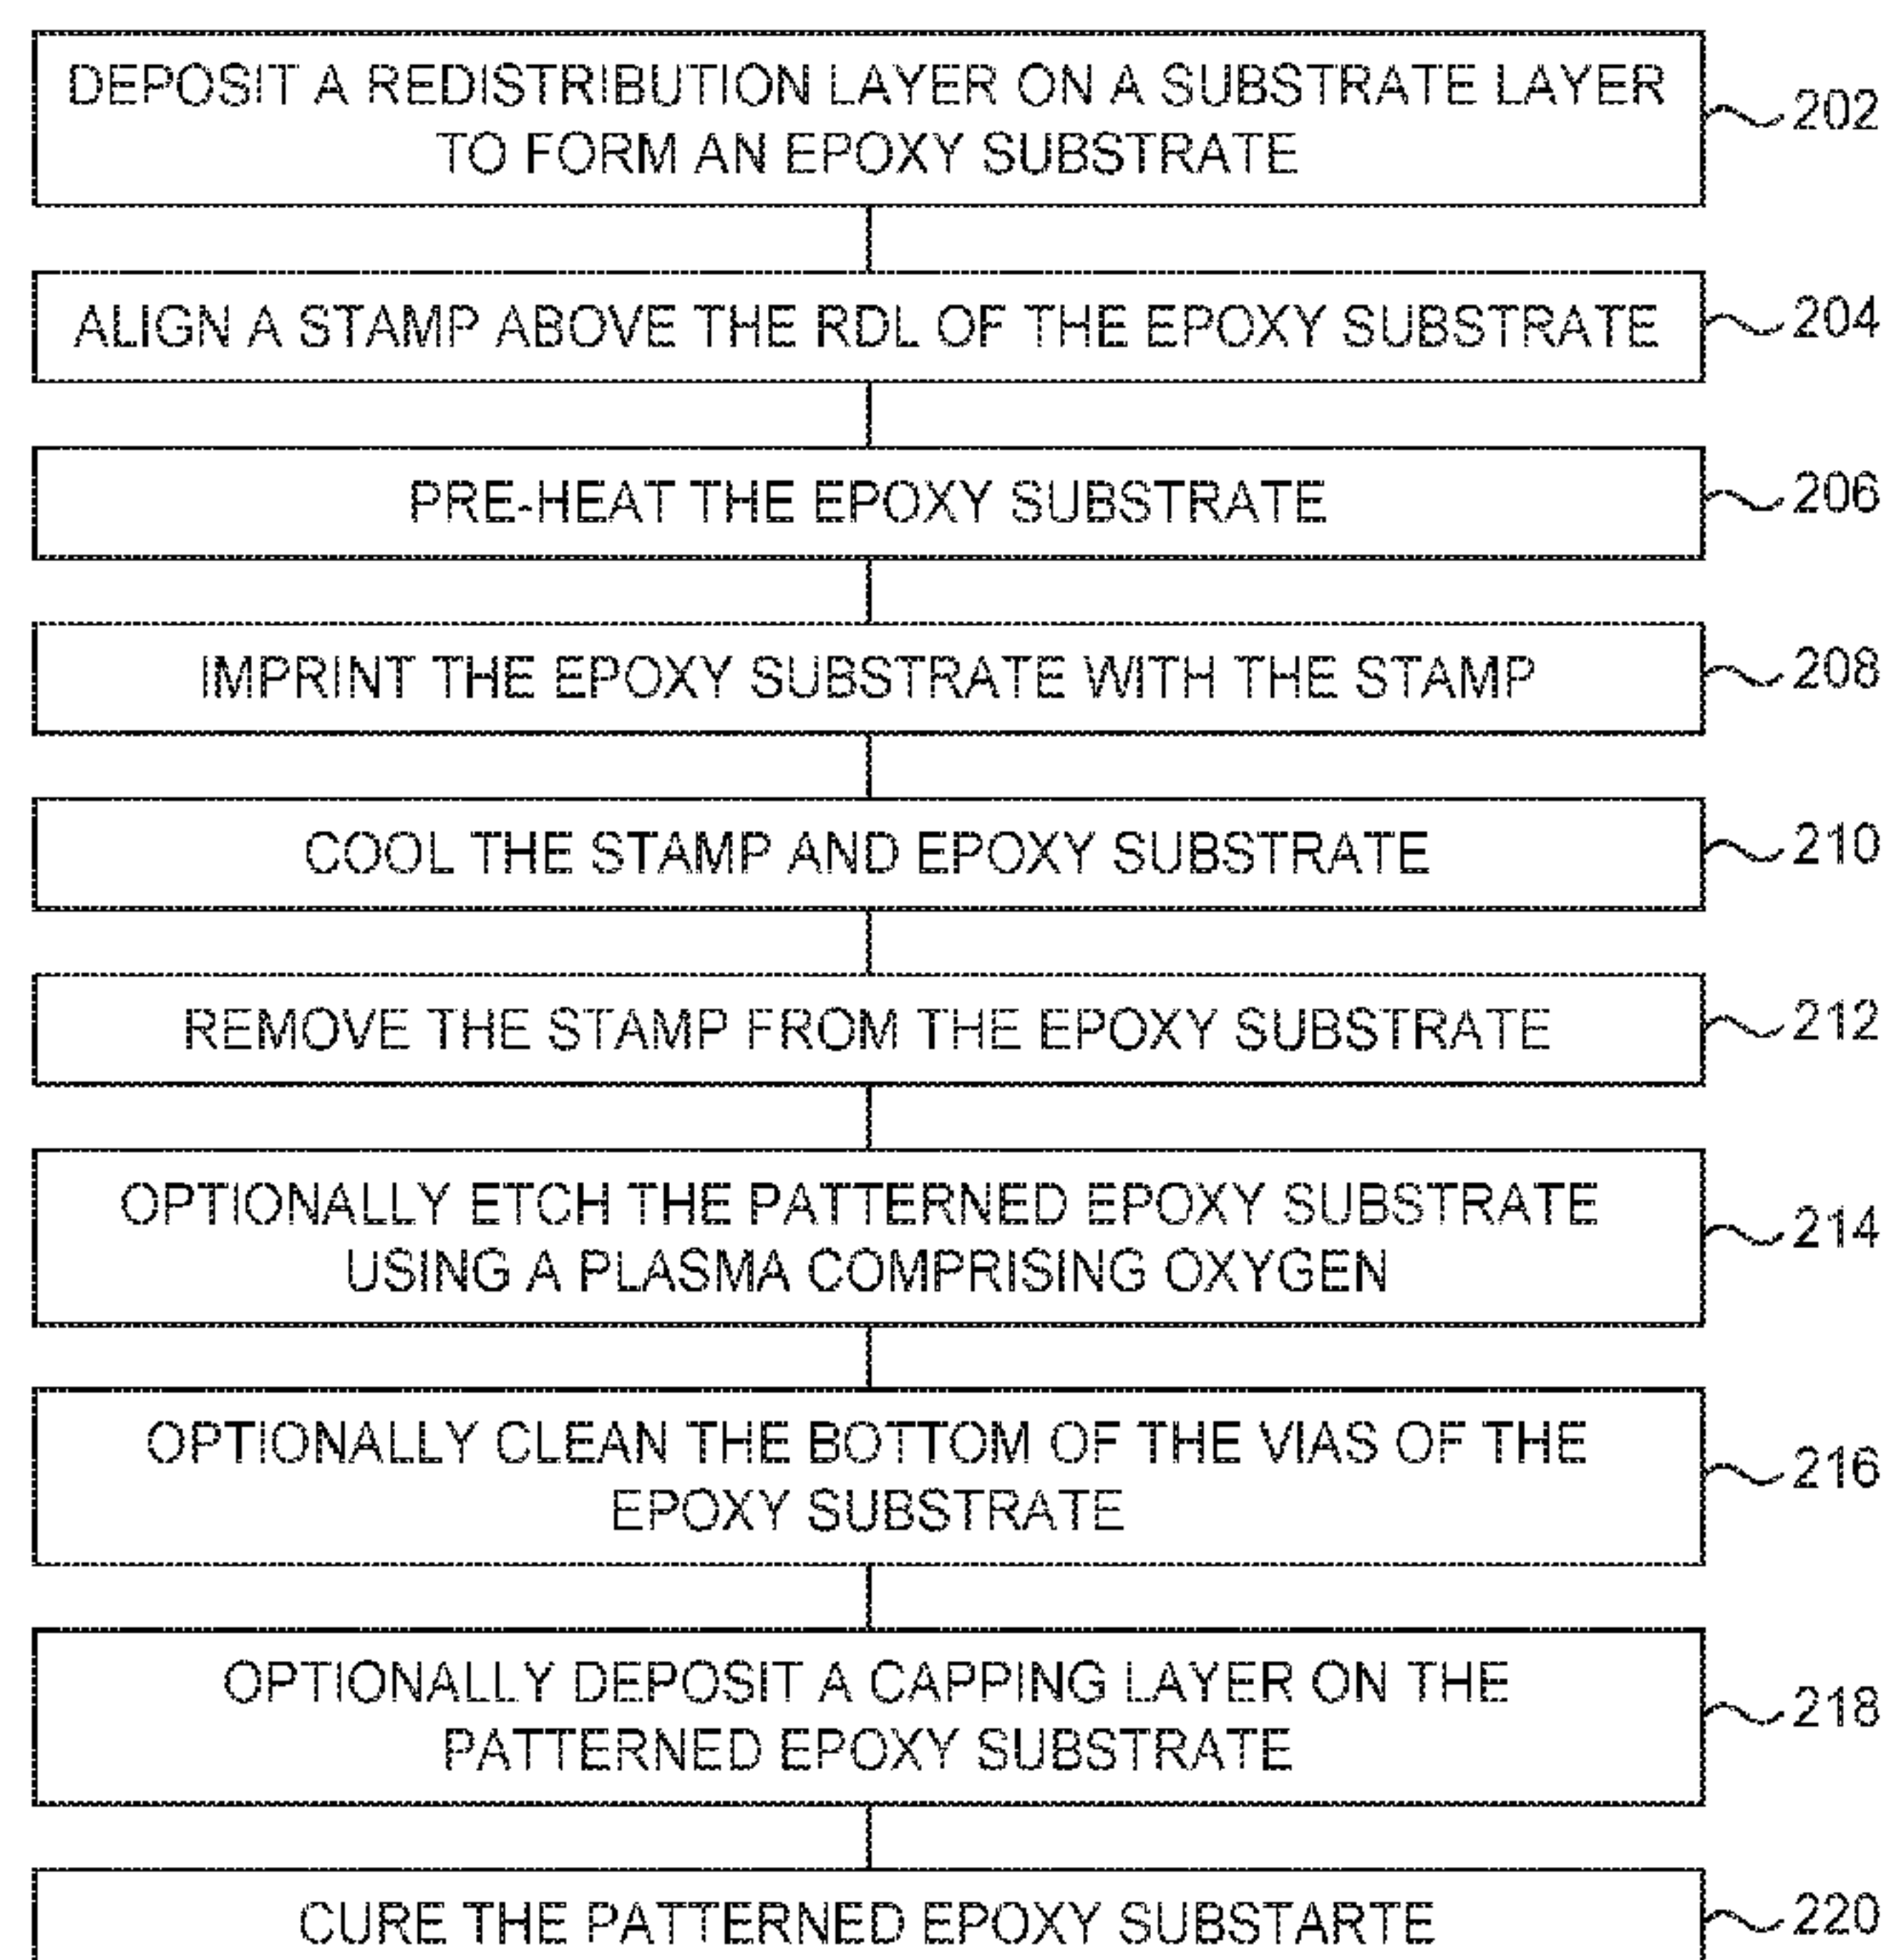 DEPOSIT A REDISTRIBUTION LAYER ON A SUBSTRATE LAYER
TO FORM AN EPOXY SUBSTRATE
202
ALIGN A STAMP ABOVE THE RDL OF THE EPOXY SUBSTRATE
204
PRE-HEAT THE EPOXY SUBSTRATE
206
IMPRINT THE EPOXY SUBSTRATE WITH THE STAMP
208
COOL THE STAMP AND EPOXY SUBSTRATE
210
REMOVE THE STAMP FROM THE EPOXY SUBSTRATE
212
OPTIONALLY ETCH THE PATTERNED EPOXY SUBSTRATE
USING A PLASMA COMPRISING OXYGEN
214
OPTIONALLY CLEAN THE BOTTOM OF THE VIAS OF THE
EPOXY SUBSTRATE
216
OPTIONALLY DEPOSIT A CAPPING LAYER ON THE
PATTERNED EPOXY SUBSTRATE
218
CURE THE PATTERNED EPOXY SUBSTARTE
220